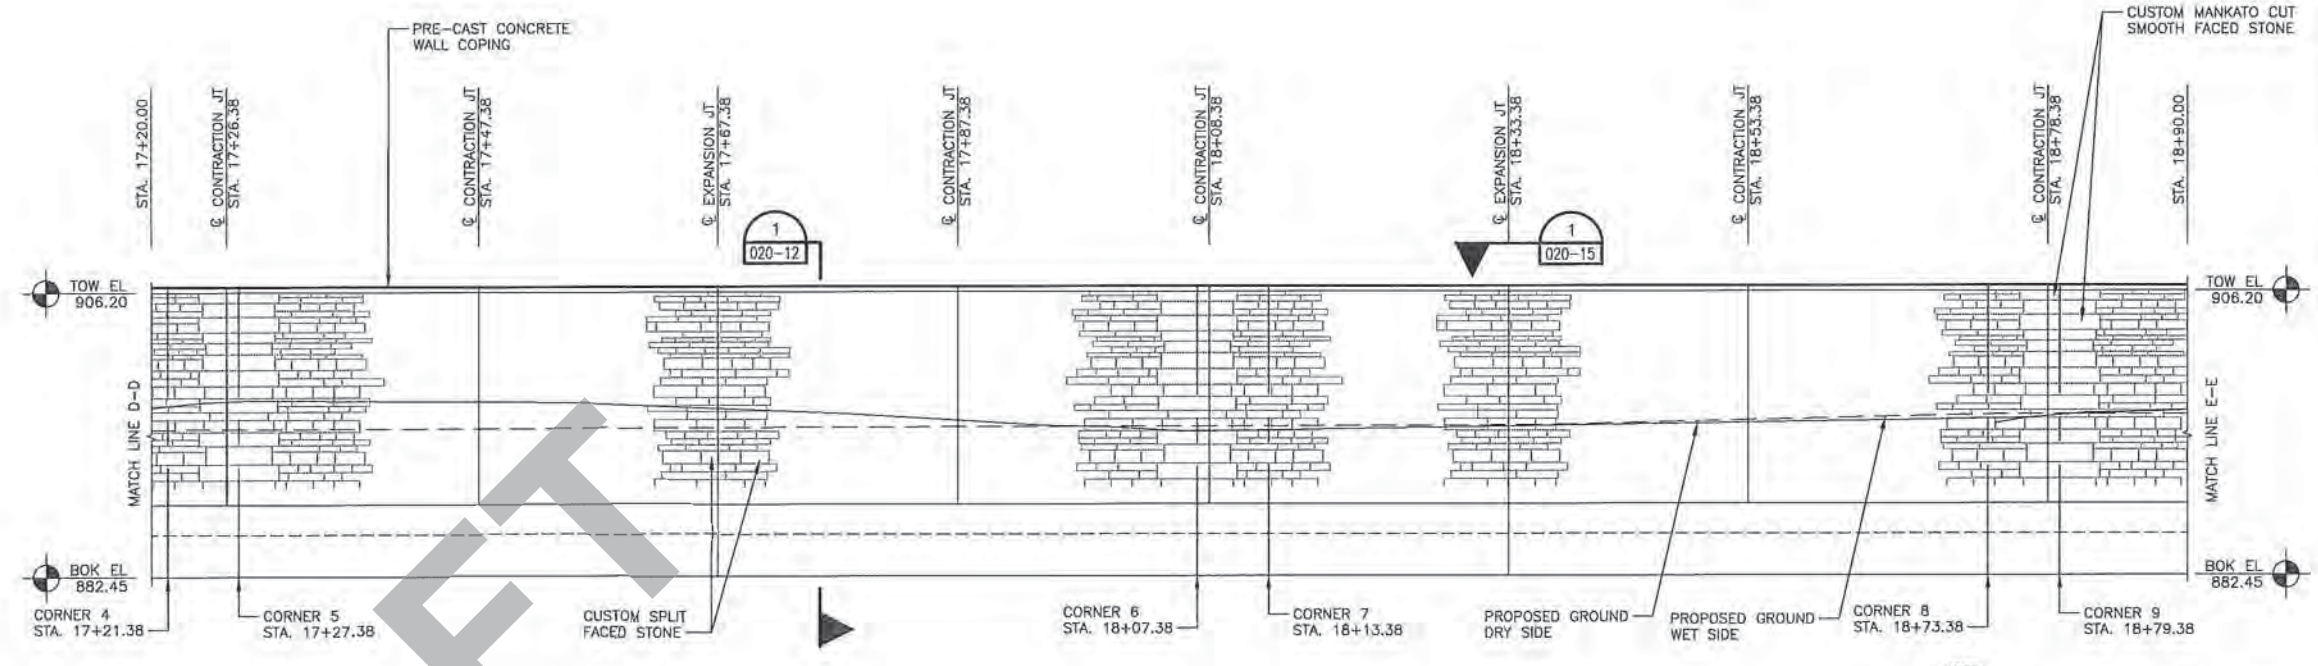 PRE-CAST CONCRETE
WALL COPING
CUSTOM MANKATO CUT
SMOOTH FACED STONE
STA. 17+20.00
℄ CONTRACTION JT
STA. 17+26.38
℄ CONTRACTION JT
STA. 17+47.38
℄ EXPANSION JT
STA. 17+67.38
℄ CONTRACTION JT
STA. 17+87.38
℄ CONTRACTION JT
STA. 18+08.38
℄ EXPANSION JT
STA. 18+33.38
℄ CONTRACTION JT
STA. 18+53.38
℄ CONTRACTION JT
STA. 18+78.38
STA. 18+90.00
1
020-12
1
020-15
TOW EL
906.20
TOW EL
906.20
MATCH LINE D-D
MATCH LINE E-E
BOK EL
882.45
BOK EL
882.45
CORNER 4
STA. 17+21.38
CORNER 5
STA. 17+27.38
CUSTOM SPLIT
FACED STONE
CORNER 6
STA. 18+07.38
CORNER 7
STA. 18+13.38
PROPOSED GROUND
DRY SIDE
PROPOSED GROUND
WET SIDE
CORNER 8
STA. 18+73.38
CORNER 9
STA. 18+79.38
FT